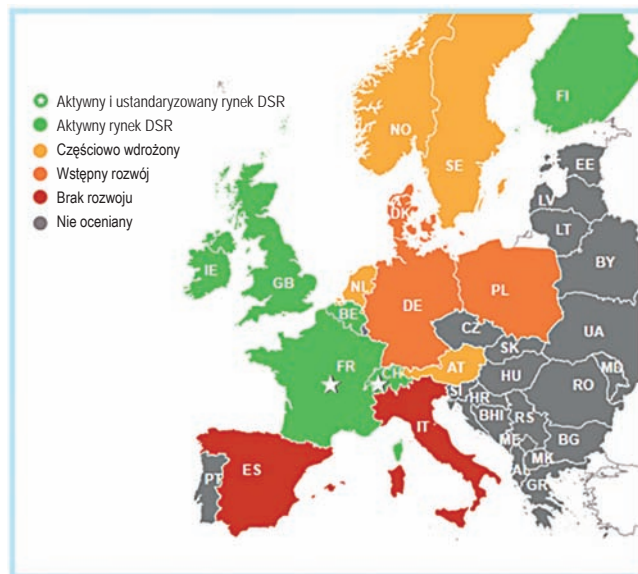 Aktywny i ustandaryzowany rynek DSR
Aktywny rynek DSR
Częściowo wdrożony
Wstępny rozwój
Brak rozwoju
Nie oceniany
FI
NO
SE
EE
LV
LT
DK
BY
IE
GB
NL
BE
DE
PL
CZ
UA
SK
FR
CH
AT
HU
MD
SI
HR
RO
BHI
RS
IT
ME
BG
MK
AL
GR
PT
ES